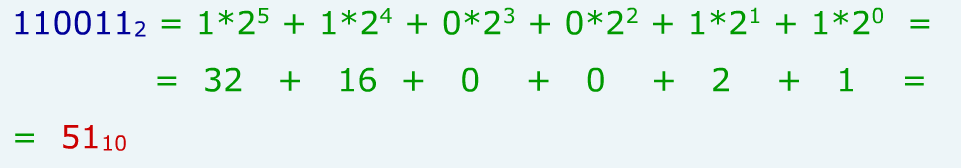 110011₂ = 1*2⁵ + 1*2⁴ + 0*2³ + 0*2² + 1*2¹ + 1*2⁰ =
= 32 + 16 + 0 + 0 + 2 + 1 =
= 51₁₀